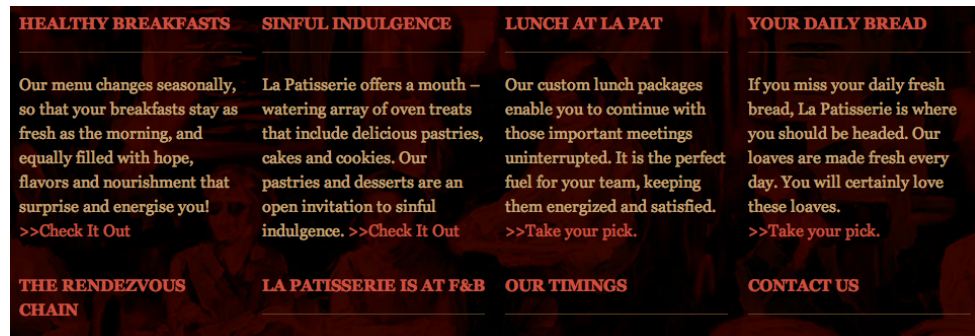 HEALTHY BREAKFASTS
Our menu changes seasonally,
so that your breakfasts stay as
fresh as the morning, and
equally filled with hope,
flavors and nourishment that
surprise and energise you!
>>Check It Out
SINFUL INDULGENCE
La Patisserie offers a mouth –
watering array of oven treats
that include delicious pastries,
cakes and cookies. Our
pastries and desserts are an
open invitation to sinful
indulgence. >>Check It Out
LUNCH AT LA PAT
Our custom lunch packages
enable you to continue with
those important meetings
uninterrupted. It is the perfect
fuel for your team, keeping
them energized and satisfied.
>>Take your pick.
YOUR DAILY BREAD
If you miss your daily fresh
bread, La Patisserie is where
you should be headed. Our
loaves are made fresh every
day. You will certainly love
these loaves.
>>Take your pick.
THE RENDEZVOUS
CHAIN
LA PATISSERIE IS AT F&B
OUR TIMINGS
CONTACT US